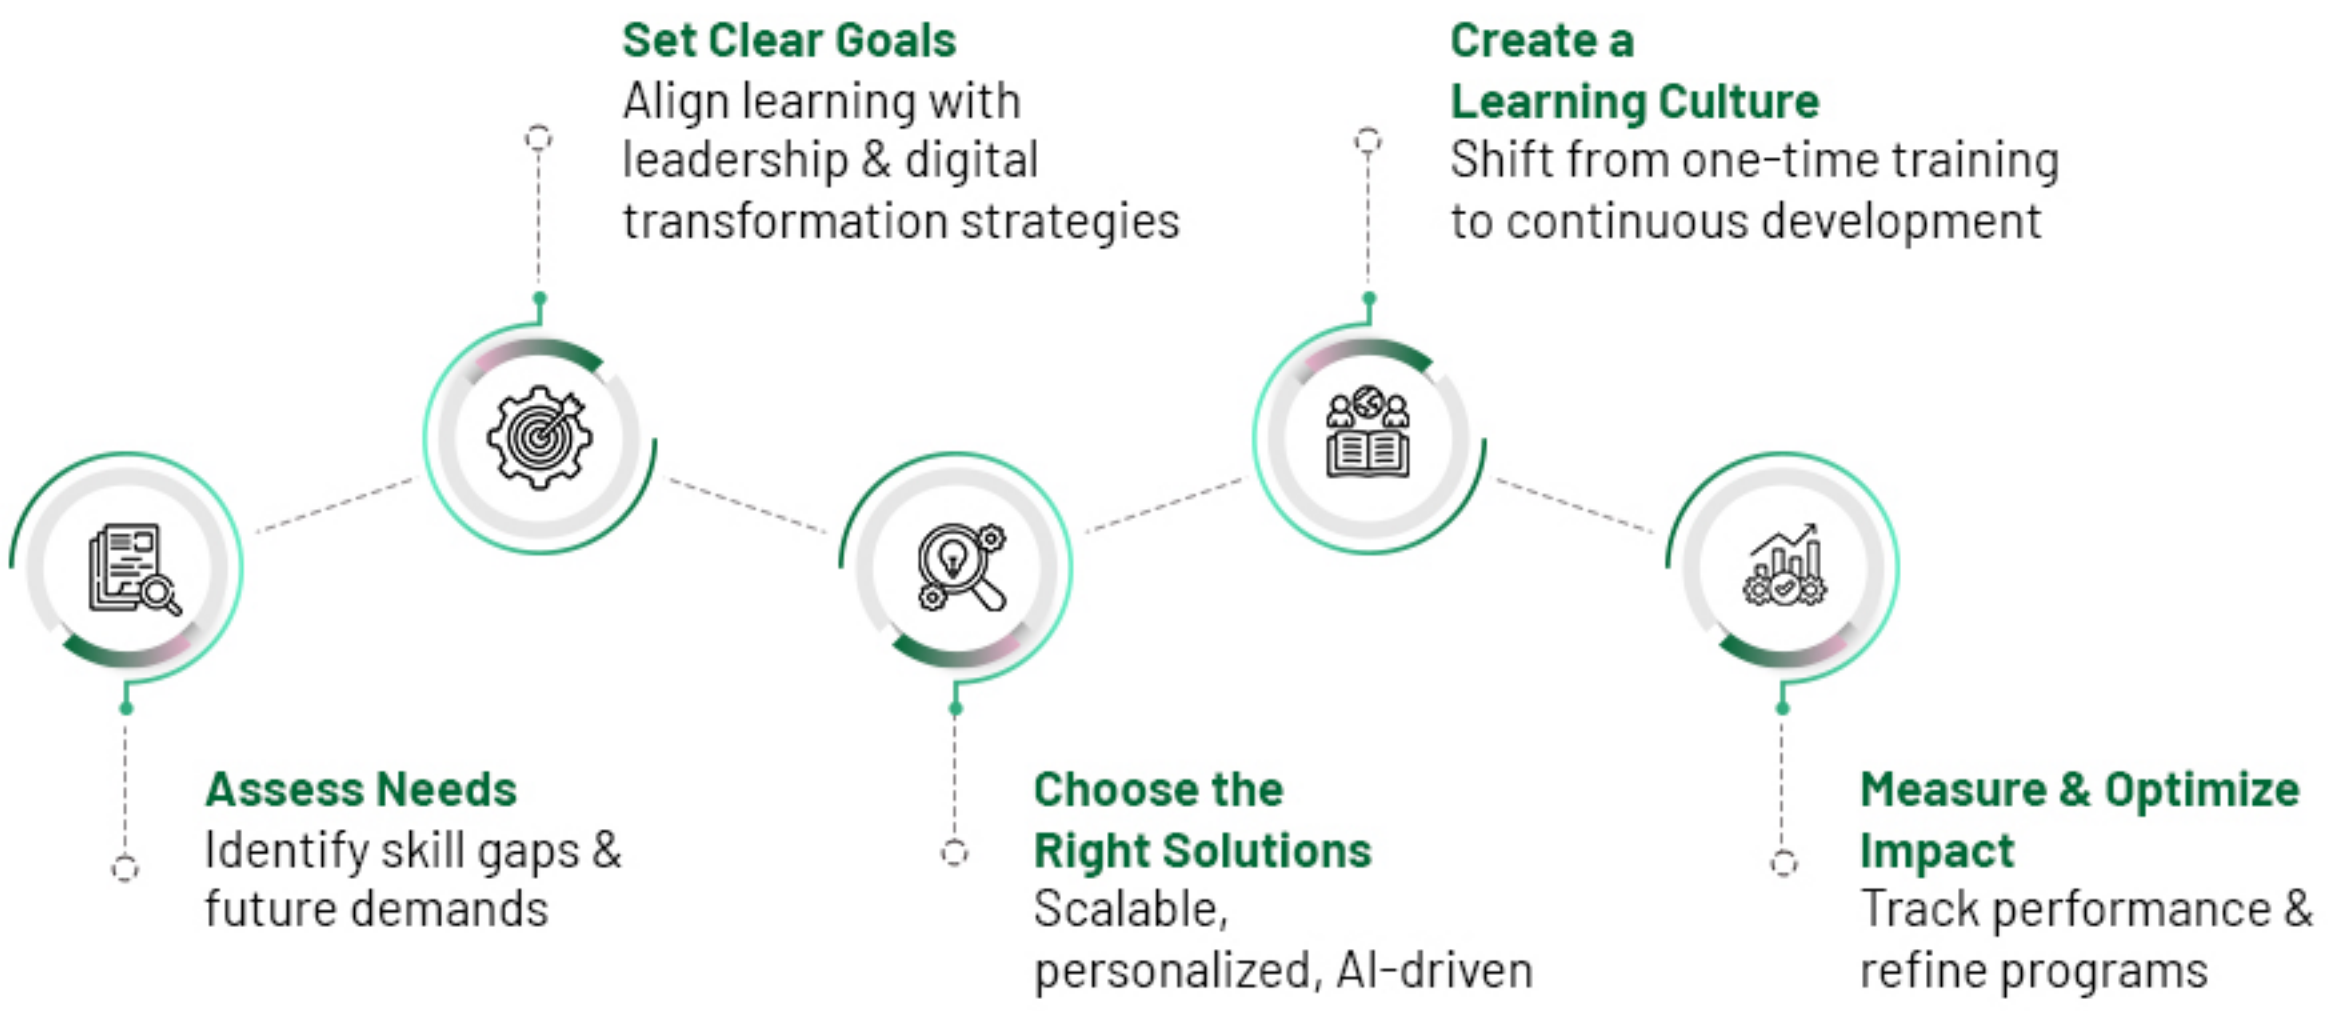 Assess Needs
Identify skill gaps &
future demands
Set Clear Goals
Align learning with
leadership & digital
transformation strategies
Choose the
Right Solutions
Scalable,
personalized, AI-driven
Create a
Learning Culture
Shift from one-time training
to continuous development
Measure & Optimize
Impact
Track performance &
refine programs